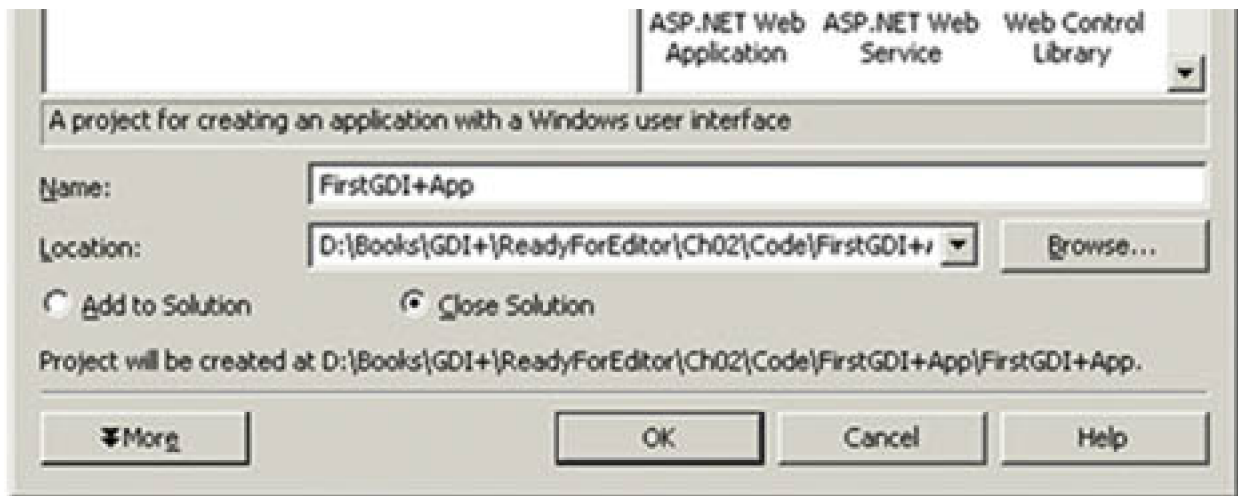 ASP.NET Web Application
ASP.NET Web Service
Web Control Library
A project for creating an application with a Windows user interface
Name:
FirstGDI+App
Location:
D:\Books\GDI+\ReadyForEditor\Ch02\Code\FirstGDI+
Browse...
Add to Solution
Close Solution
Project will be created at D:\Books\GDI+\ReadyForEditor\Ch02\Code\FirstGDI+App\FirstGDI+App.
More
OK
Cancel
Help